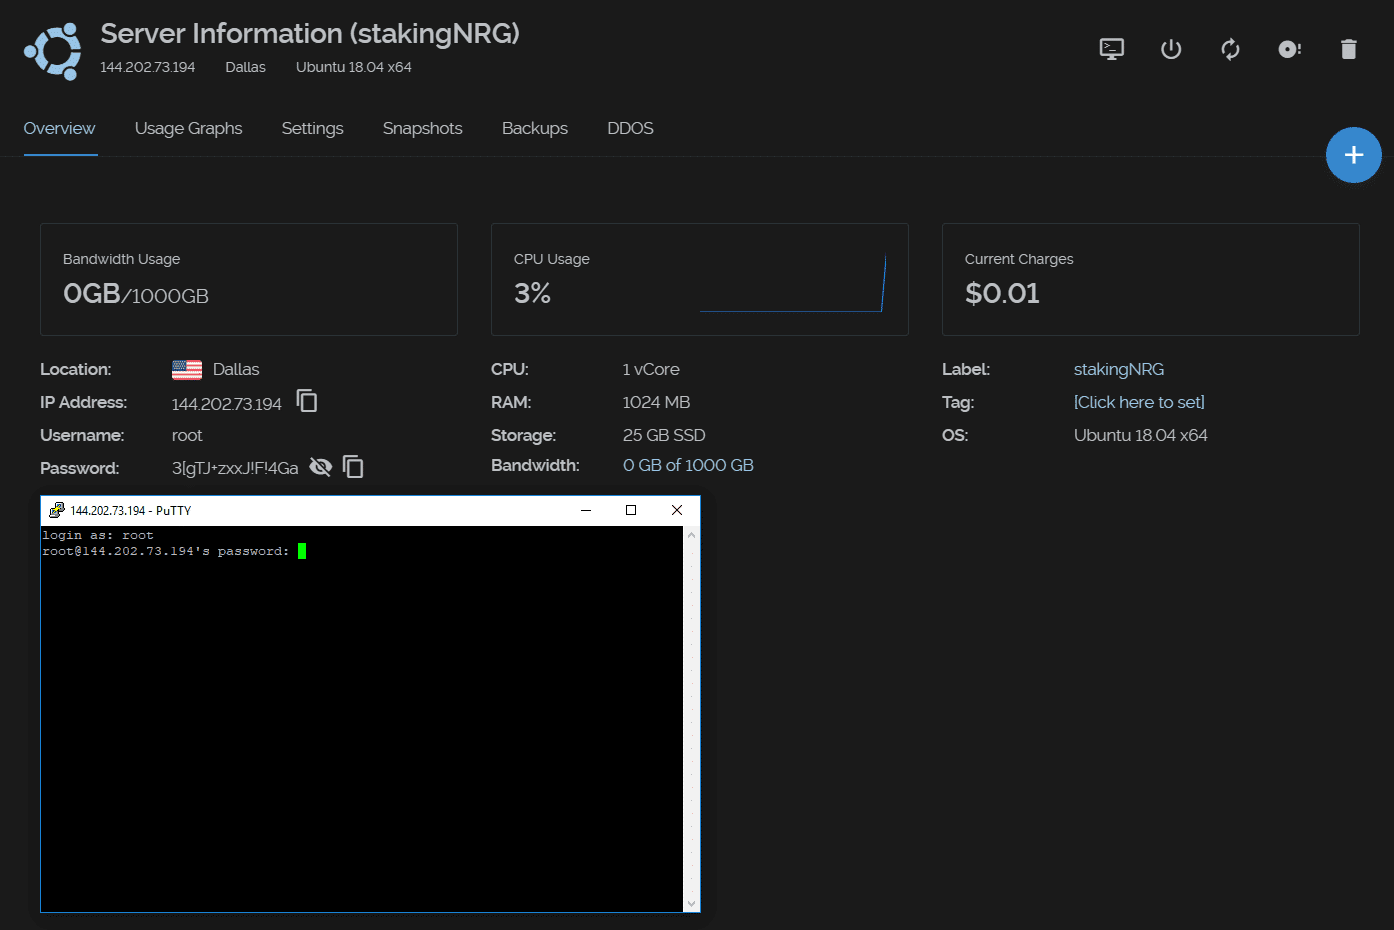 Server Information (stakingNRG)
144.202.73.194 Dallas Ubuntu 18.04 x64
Overview Usage Graphs Settings Snapshots Backups DDOS
Bandwidth Usage
0GB/1000GB
CPU Usage
3%
Current Charges
$0.01
Location: Dallas
IP Address: 144.202.73.194
Username: root
Password: 3[gTJ+zxxJ!F!4Ga
CPU: 1 vCore
RAM: 1024 MB
Storage: 25 GB SSD
Bandwidth: 0 GB of 1000 GB
Label: stakingNRG
Tag: [Click here to set]
OS: Ubuntu 18.04 x64
144.202.73.194 - PuTTY
login as: root
root@144.202.73.194's password: